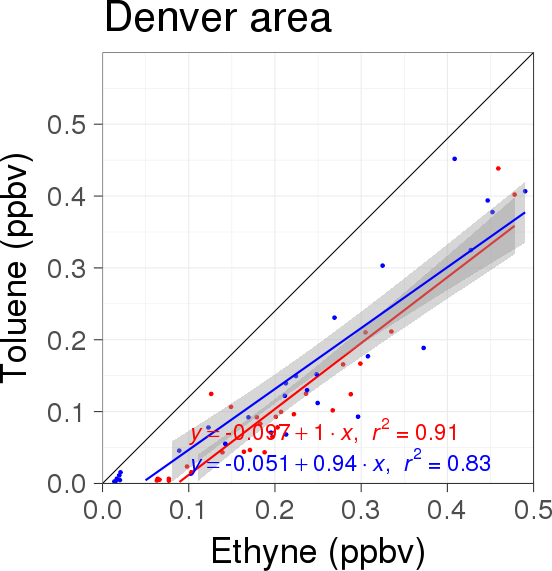 Denver area
Toluene (ppbv)
0.5
0.4
0.3
0.2
0.1
0.0
y = -0.097 + 1 · x, r² = 0.91
y = -0.051 + 0.94 · x, r² = 0.83
0.0 0.1 0.2 0.3 0.4 0.5
Ethyne (ppbv)